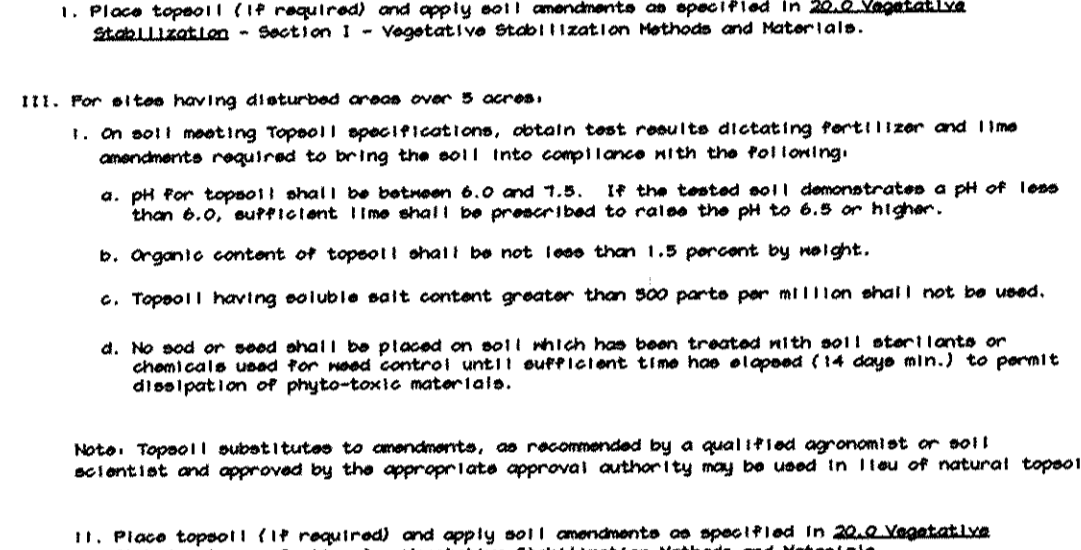 1. Place topsoil (if required) and apply soil amendments as specified in 20.0 Vegetative
Stabilization - Section I - Vegetative Stabilization Methods and Materials.
III. For sites having disturbed areas over 5 acres:
1. On soil meeting Topsoil specifications, obtain test results dictating fertilizer and lime
amendments required to bring the soil into compliance with the following:
a. pH for topsoil shall be between 6.0 and 7.5. If the tested soil demonstrates a pH of less
than 6.0, sufficient lime shall be prescribed to raise the pH to 6.5 or higher.
b. Organic content of topsoil shall be not less than 1.5 percent by weight.
c. Topsoil having soluble salt content greater than 500 parts per million shall not be used.
d. No sod or seed shall be placed on soil which has been treated with soil sterilants or
chemicals used for weed control until sufficient time has elapsed (14 days min.) to permit
dissipation of phyto-toxic materials.
Note: Topsoil substitutes to amendments, as recommended by a qualified agronomist or soil
scientist and approved by the appropriate approval authority may be used in lieu of natural topsoi
II. Place topsoil (if required) and apply soil amendments as specified in 20.0 Vegetative